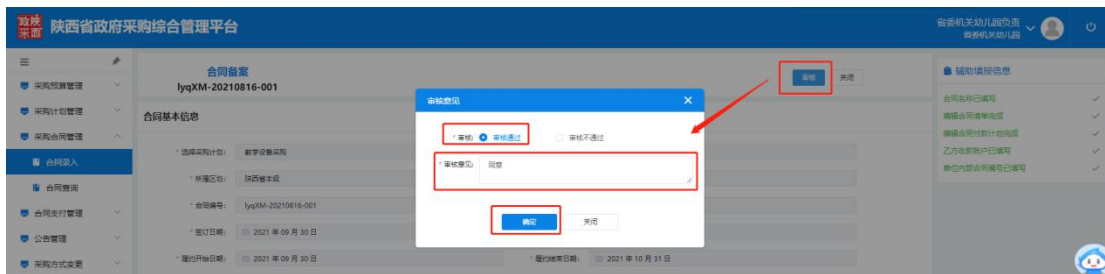 政陕
采西
陕西省政府采购综合管理平台
省委机关幼儿园负责
省委机关幼儿园
采购预算管理
采购计划管理
采购合同管理
合同录入
合同查询
合同支付管理
公告管理
采购方式变更
合同备案
lyqXM-20210816-001
审核
关闭
合同基本信息
* 选择采购计划: 教学设备采购
* 所属区划: 陕西省本级
* 合同编号: lyqXM-20210816-001
* 签订日期: 2021 年 09 月 30 日
* 履约开始日期: 2021 年 09 月 30 日
* 履约结束日期: 2021 年 10 月 31 日
审核意见
* 审核: 审核通过 审核不通过
* 审核意见: 同意
确定
关闭
辅助填报信息
合同名称已填写
编辑合同清单完成
编辑合同付款计划完成
乙方收款账户已填写
单位内部合同编号已填写